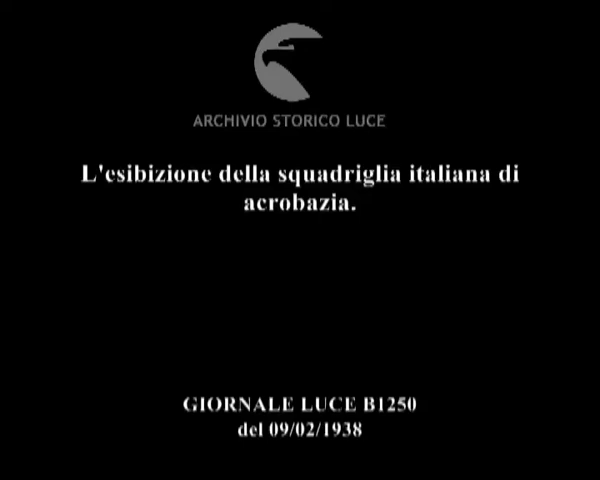 ARCHIVIO STORICO LUCE
L'esibizione della squadriglia italiana di
acrobazia.
GIORNALE LUCE B1250
del 09/02/1938